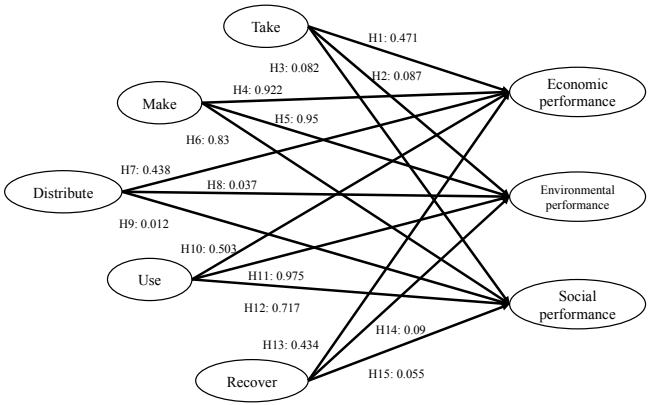 Take
H1: 0.471
H3: 0.082
H2: 0.087
Economic
performance
H4: 0.922
Make
H5: 0.95
H6: 0.83
H7: 0.438
H8: 0.037
Distribute
Environmental
performance
H9: 0.012
H10: 0.503
Use
H11: 0.975
Social
performance
H12: 0.717
H14: 0.09
H13: 0.434
H15: 0.055
Recover